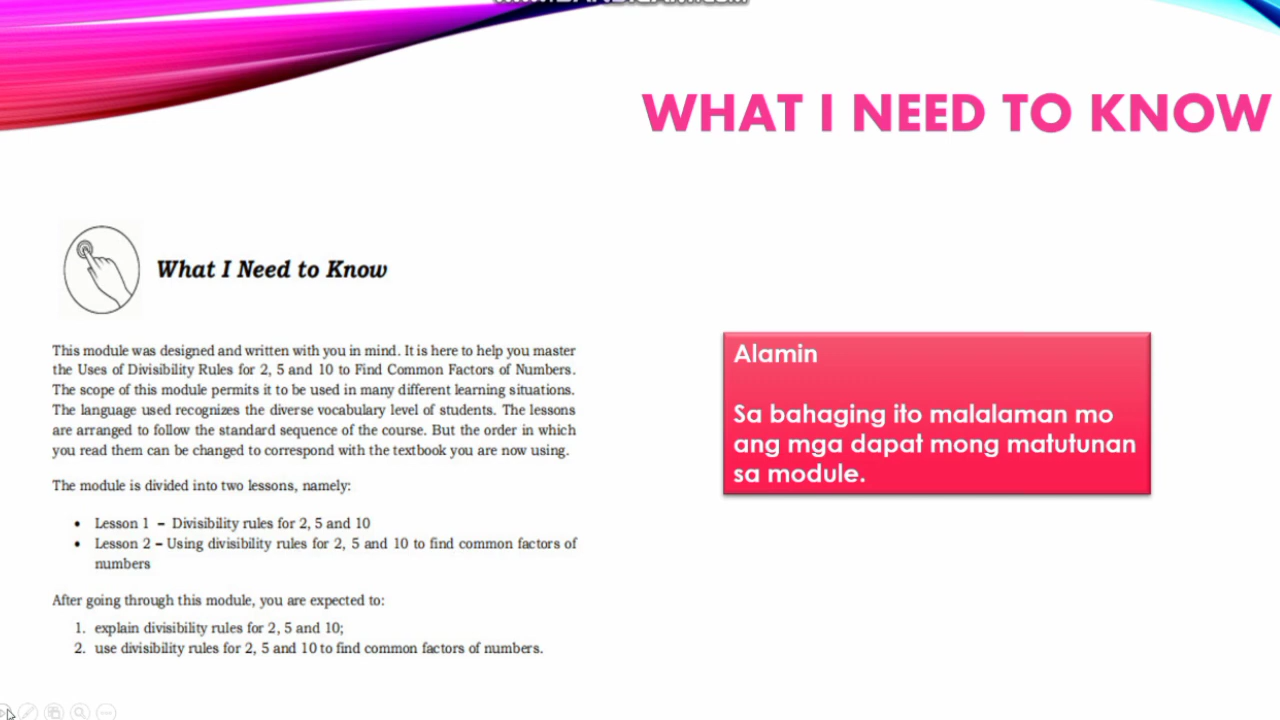 WHAT I NEED TO KNOW
What I Need to Know
This module was designed and written with you in mind. It is here to help you master
the Uses of Divisibility Rules for 2, 5 and 10 to Find Common Factors of Numbers.
The scope of this module permits it to be used in many different learning situations.
The language used recognizes the diverse vocabulary level of students. The lessons
are arranged to follow the standard sequence of the course. But the order in which
you read them can be changed to correspond with the textbook you are now using.
The module is divided into two lessons, namely:
• Lesson 1 – Divisibility rules for 2, 5 and 10
• Lesson 2 – Using divisibility rules for 2, 5 and 10 to find common factors of
numbers
After going through this module, you are expected to:
1. explain divisibility rules for 2, 5 and 10;
2. use divisibility rules for 2, 5 and 10 to find common factors of numbers.
Alamin
Sa bahaging ito malalaman mo
ang mga dapat mong matutunan
sa module.